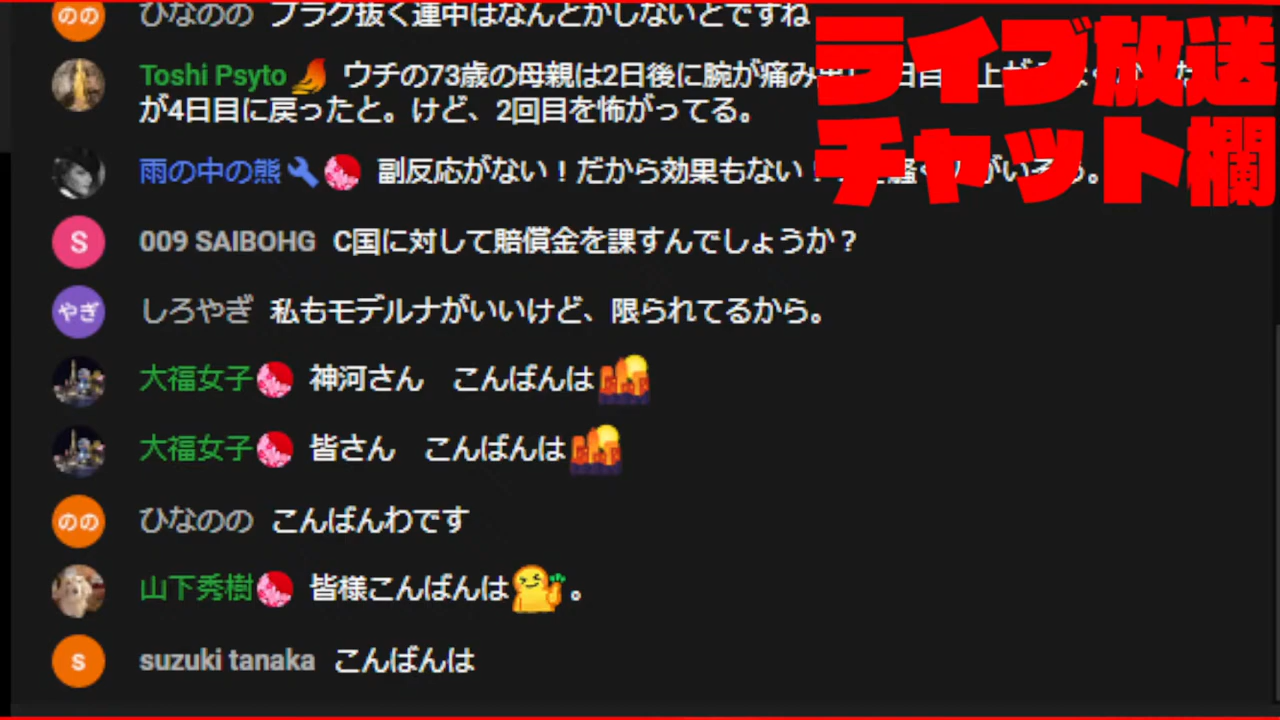 のの ひなのの プラグ抜く連中はなんとかしないとですね
ライブ放送
チャット欄
Toshi Psyto ウチの73歳の母親は2日後に腕が痛み
が4日目に戻ったと。けど、2回目を怖がってる。
雨の中の熊 副反応がない！だから効果もない！
S 009 SAIBOHG C国に対して賠償金を課すんでしょうか？
やぎ しろやぎ 私もモデルナがいいけど、限られてるから。
大福女子 神河さん　こんばんは
大福女子 皆さん　こんばんは
のの ひなのの こんばんわです
山下秀樹 皆様こんばんは。
s suzuki tanaka こんばんは